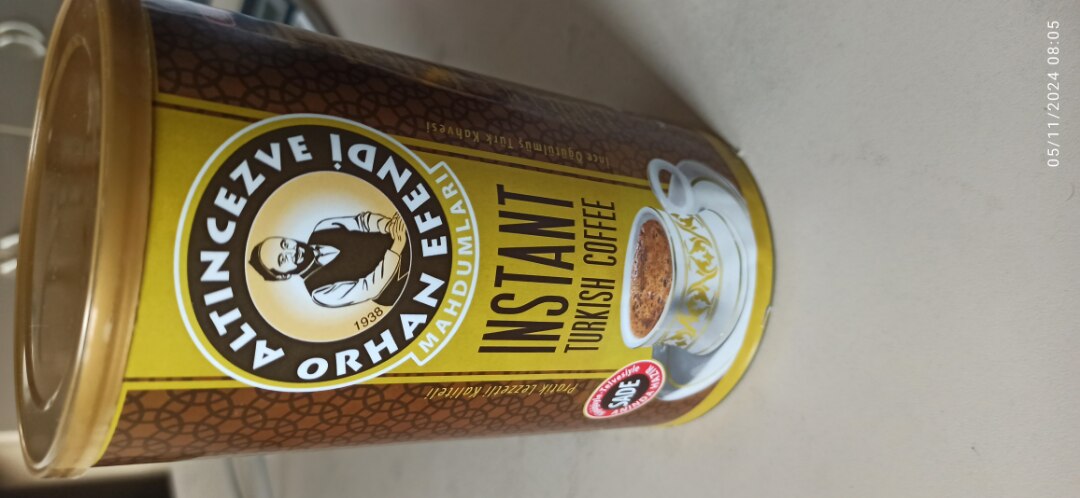 ALTINCEZVE
ORHAN EFENDİ
MAHDUMLARI
1938
INSTANT
TURKISH COFFEE
İnce Öğütülmüş Türk Kahvesi
Pratik Lezzetli Kaliteli
SADE
05/11/2024 08:05